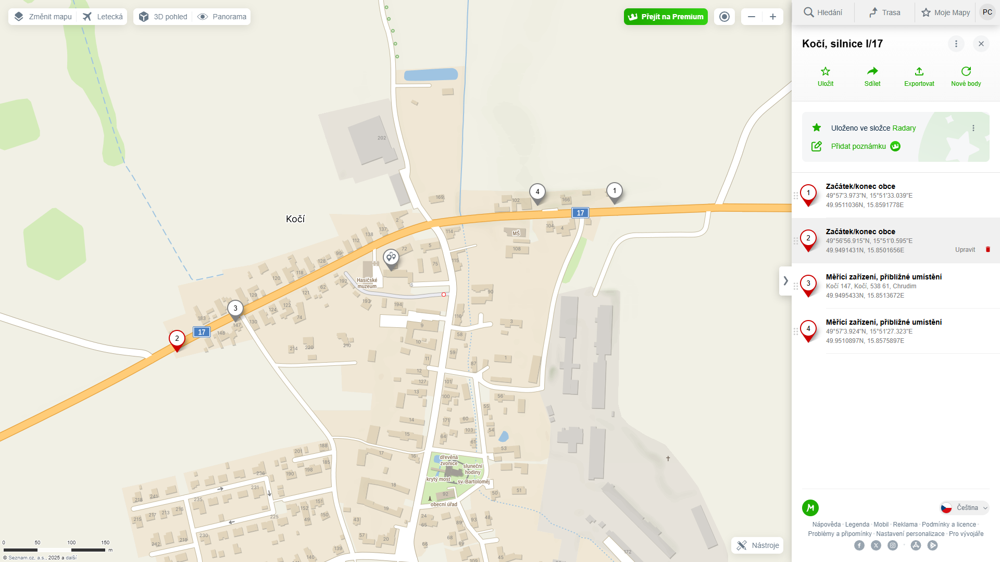 Změnit mapu
Letecká
3D pohled
Panorama
Přejít na Premium
Hledání
Trasa
Moje Mapy
PC
Kočí, silnice I/17
Uložit
Sdílet
Exportovat
Nové body
Uloženo ve složce Radary
Přidat poznámku
1
Začátek/konec obce
49°57'3.973"N, 15°51'33.039"E
49.9511036N, 15.8591778E
2
Začátek/konec obce
49°56'56.915"N, 15°51'0.595"E
49.9491431N, 15.8501656E
Upravit
3
Měřící zařízení, přibližné umístění
Kočí 147, Kočí, 538 61, Chrudim
49.9495433N, 15.8513672E
4
Měřící zařízení, přibližné umístění
49°57'3.924"N, 15°51'27.323"E
49.9510897N, 15.8575897E
Čeština
Nápověda · Legenda · Mobil · Reklama · Podmínky a licence ·
Problémy a připomínky · Nastavení personalizace · Pro vývojáře
202
169
102
4
166
1
17
Kočí
2
137
138
112
99
128
118
120
72
5
114
MŠ
104
4
108
75
115
Hasičské
muzeum
6
192
62
121
129
193
194
90
122
124
74
3
183
130
147
148
17
2
116
9
58
3
10
214
220
210
59
11
87
1
12
127
101
13
100
56
55
14
171
60
15
103
54
64
61
53
201
188
17
16
185
dřevěná
zvonice
sluneční
hodiny
krytý most
sv. Bartoloměj
198
190
236
231
18
92
50
51
241
218
235
obecní úřad
216
213
217
215
151
152
150
49
225
19
43
24
65
89
93
48
230
219
242
57
20
66
68
69
139
140
109
45
172
0 50 100 150
m
© Seznam.cz, a.s., 2025 a další
Nástroje